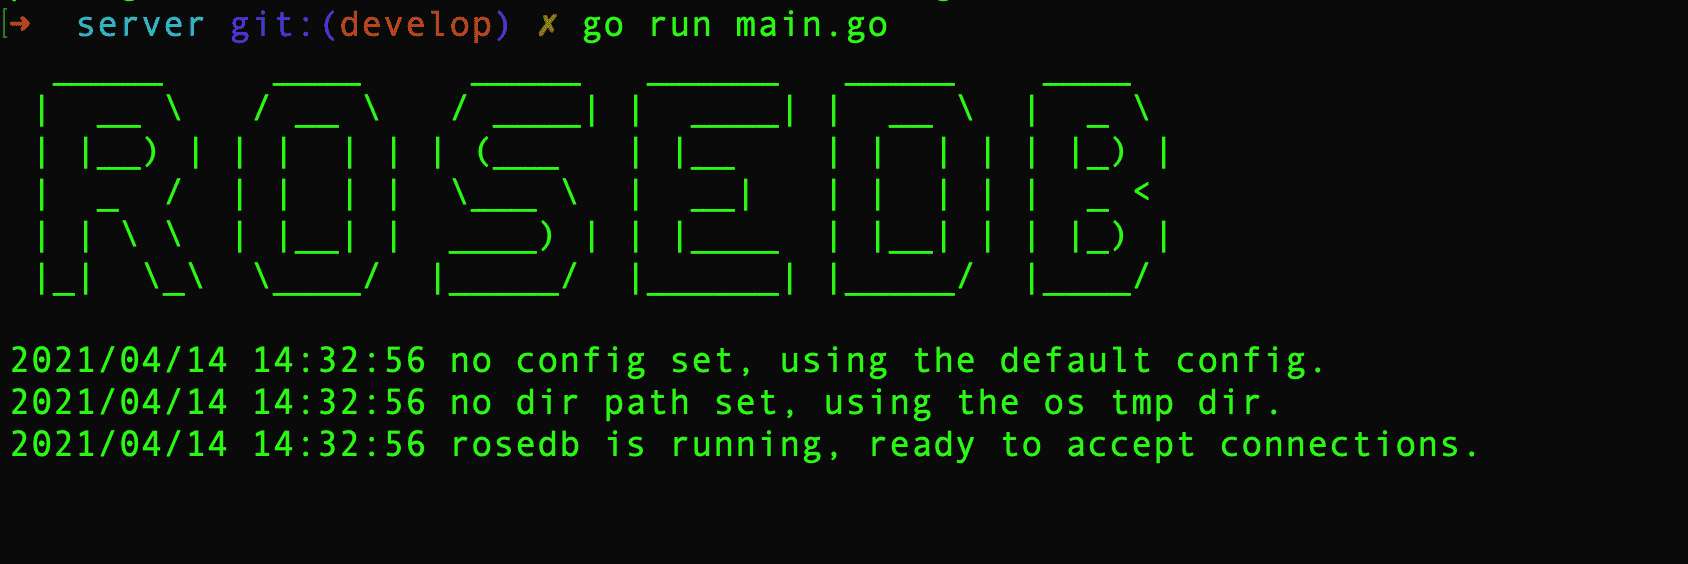 [➜  server git:(develop) ✗ go run main.go
ROSEDB
2021/04/14 14:32:56 no config set, using the default config.
2021/04/14 14:32:56 no dir path set, using the os tmp dir.
2021/04/14 14:32:56 rosedb is running, ready to accept connections.